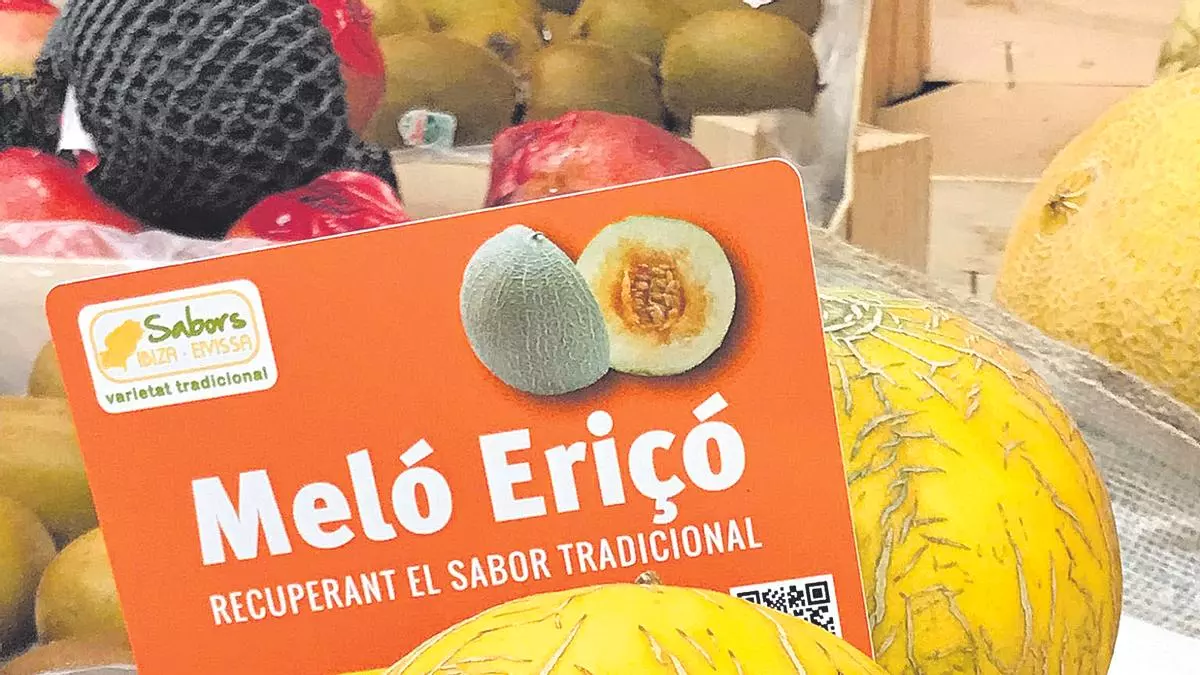 Sabors
IBIZA · EIVISSA
varietat tradicional
Meló Eriçó
RECUPERANT EL SABOR TRADICIONAL